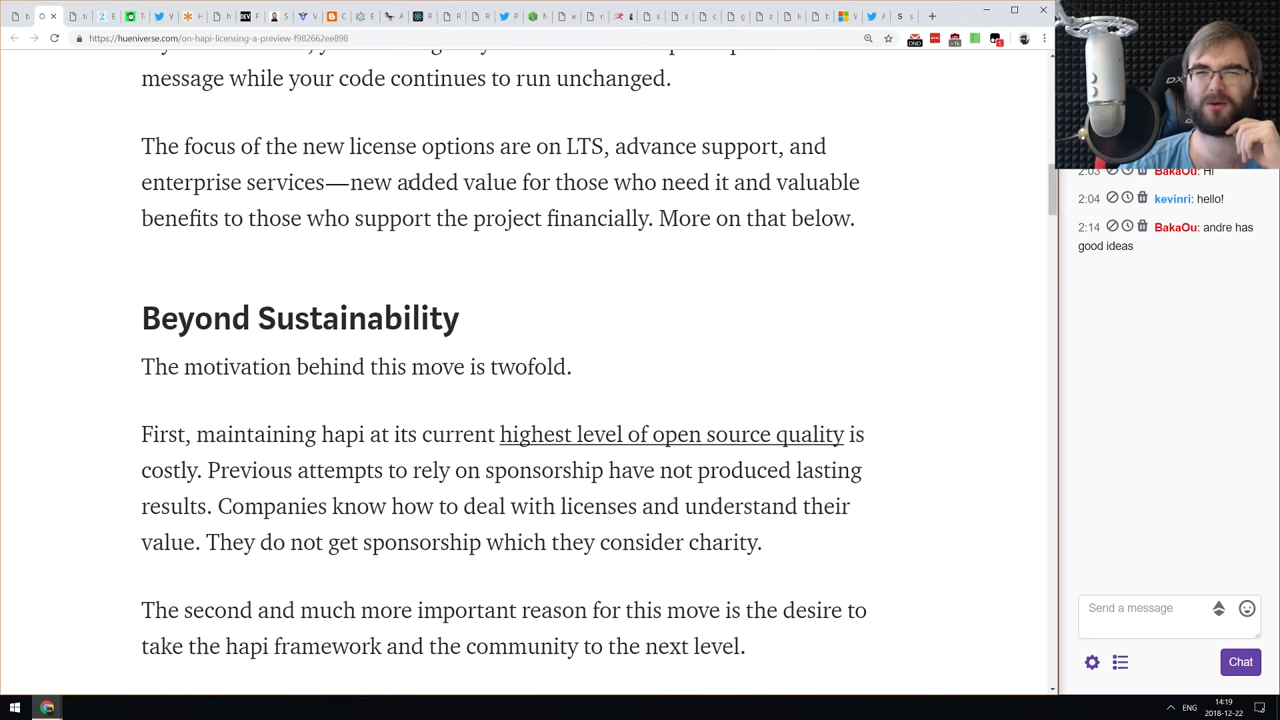 https://hueniverse.com/on-hapi-licensing-a-preview-f982662ee898
message while your code continues to run unchanged.
The focus of the new license options are on LTS, advance support, and
enterprise services—new added value for those who need it and valuable
benefits to those who support the project financially. More on that below.
Beyond Sustainability
The motivation behind this move is twofold.
First, maintaining hapi at its current highest level of open source quality is
costly. Previous attempts to rely on sponsorship have not produced lasting
results. Companies know how to deal with licenses and understand their
value. They do not get sponsorship which they consider charity.
The second and much more important reason for this move is the desire to
take the hapi framework and the community to the next level.
2:03 BakaOu: Hi
2:04 kevinri: hello!
2:14 BakaOu: andre has
good ideas
Send a message
Chat
ENG
14:19
2018-12-22